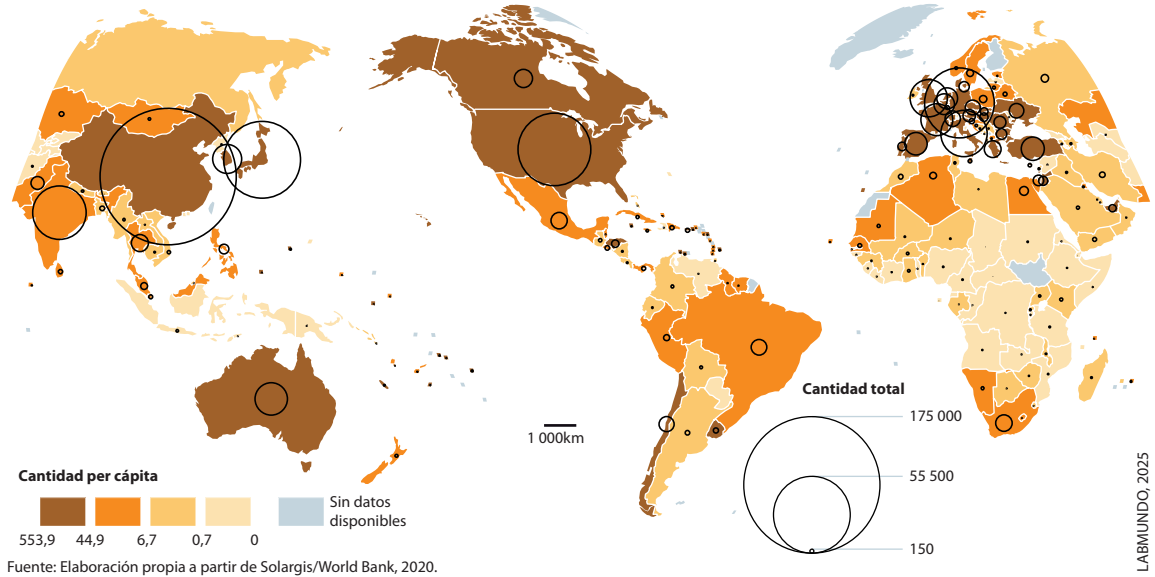 Cantidad total
175 000
55 500
150
1 000km
Cantidad per cápita
553,9
44,9
6,7
0,7
0
Sin datos
disponibles
Fuente: Elaboración propia a partir de Solargis/World Bank, 2020.
LABMUNDO, 2025